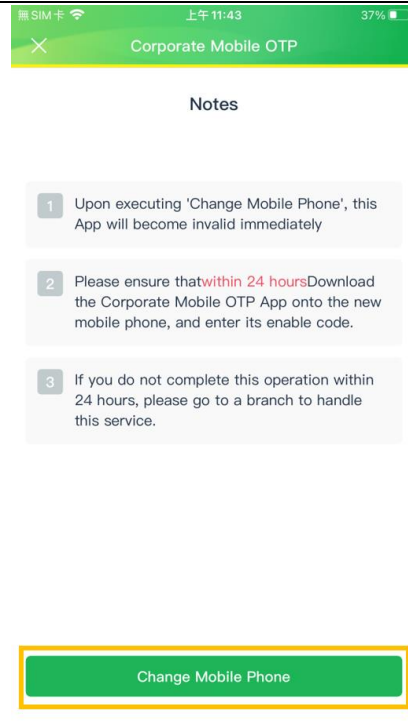 無SIM卡 上午11:43 37%
Corporate Mobile OTP
Notes
1 Upon executing 'Change Mobile Phone', this
App will become invalid immediately
2 Please ensure thatwithin 24 hoursDownload
the Corporate Mobile OTP App onto the new
mobile phone, and enter its enable code.
3 If you do not complete this operation within
24 hours, please go to a branch to handle
this service.
Change Mobile Phone